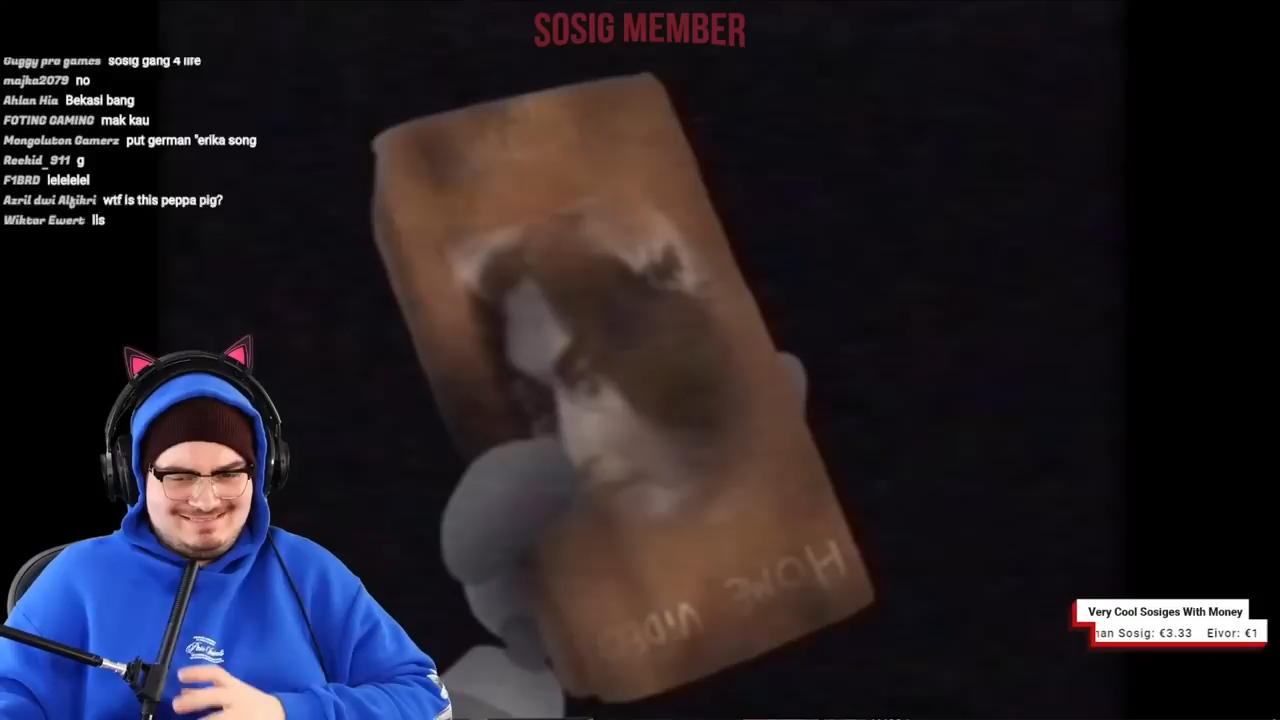 SOSIG MEMBER
Guggy pro games sosig gang 4 life
majka2079 no
Ahlan Hia Bekasi bang
FOTING GAMING mak kau
Mongoluton Gamerz put german "erika song
Reekid_911 g
F1BRD lelelelel
Azril dwi Alfikri wtf is this peppa pig?
Wiktor Ewert lls
HOME
VIDEO
Very Cool Sosiges With Money
nan Sosig: €3.33 Eivor: €1